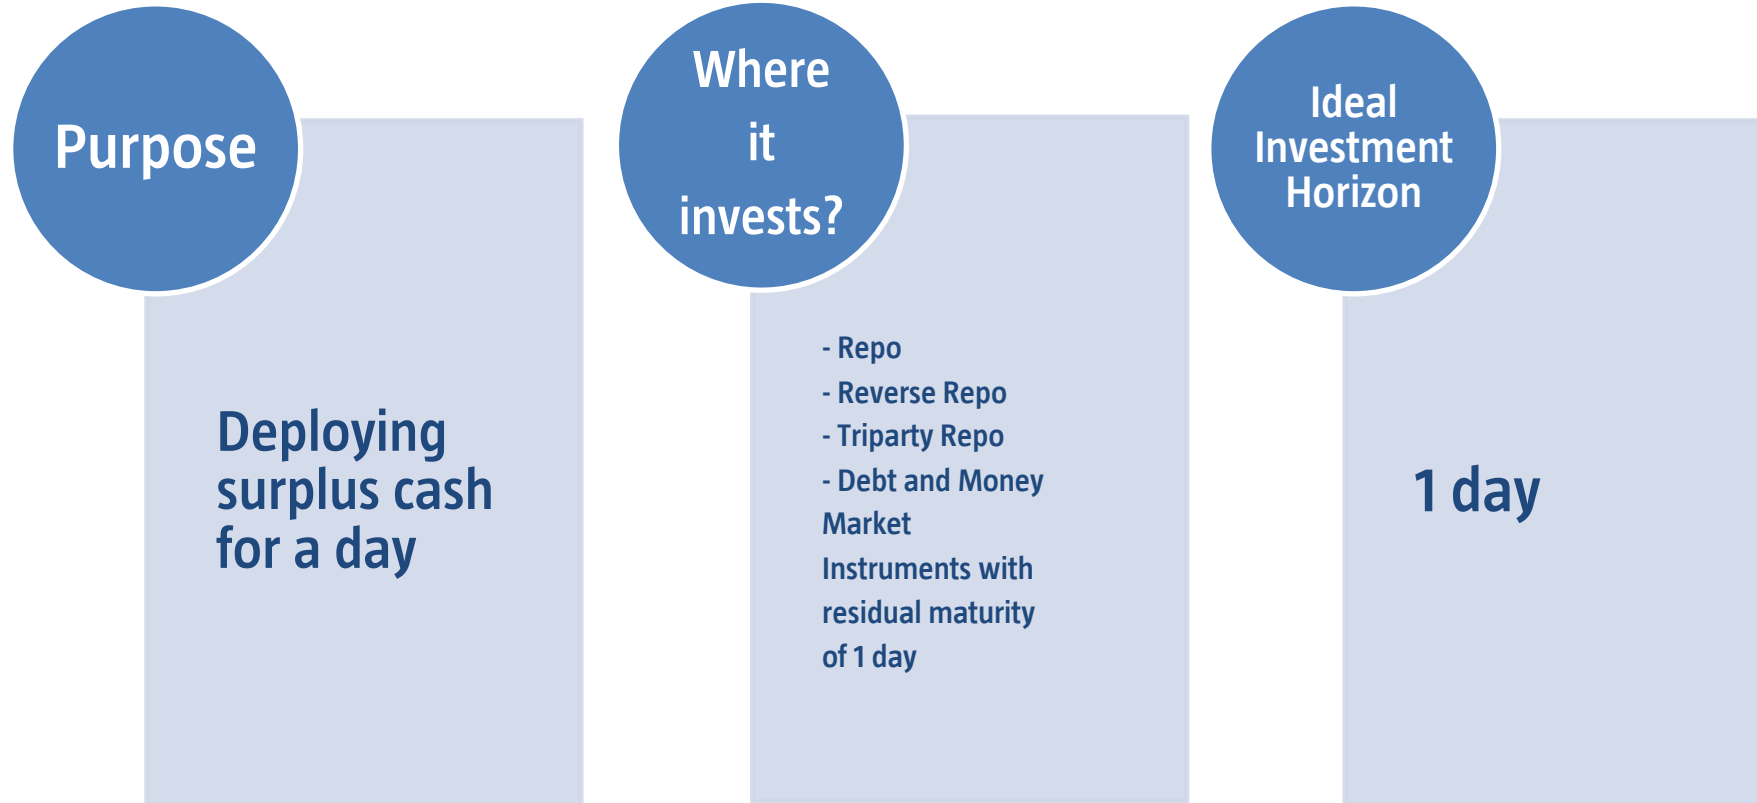 Purpose
Deploying
surplus cash
for a day
Where
it
invests?
- Repo
- Reverse Repo
- Triparty Repo
- Debt and Money
Market
Instruments with
residual maturity
of 1 day
Ideal
Investment
Horizon
1 day